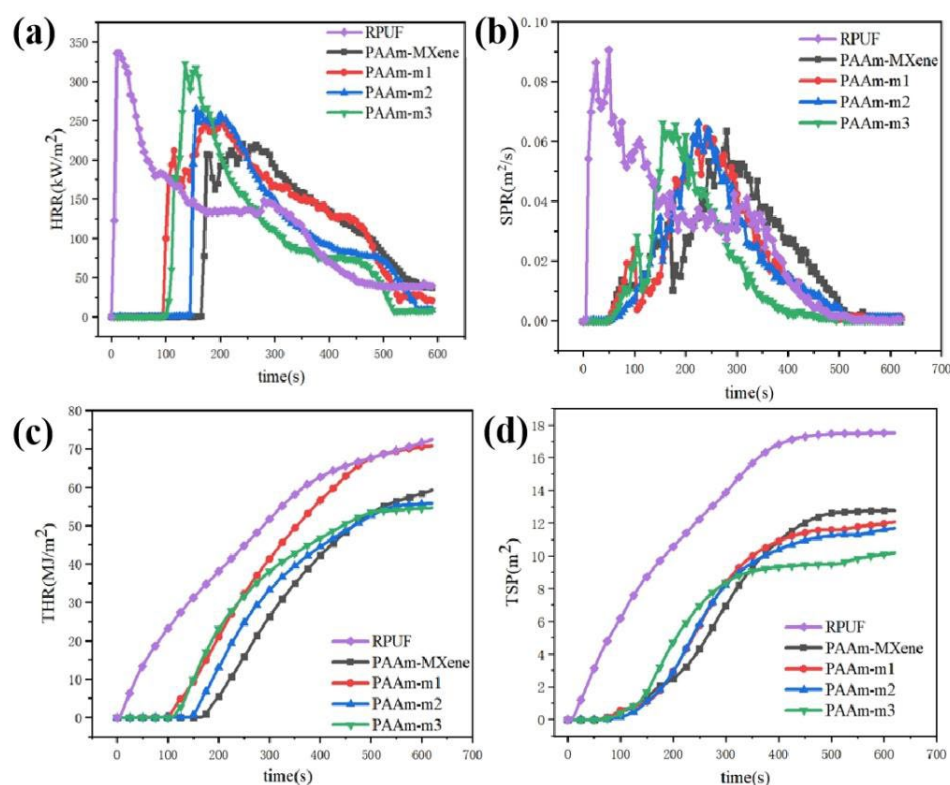 (a)
RPUF
PAAm-MXene
PAAm-m1
PAAm-m2
PAAm-m3
HRR(kW/m²)
350
300
250
200
150
100
50
0
0 100 200 300 400 500 600
time(s)
(b)
RPUF
PAAm-MXene
PAAm-m1
PAAm-m2
PAAm-m3
SPR(m²/s)
0.10
0.08
0.06
0.04
0.02
0.00
0 100 200 300 400 500 600 700
time(s)
(c)
THR(MJ/m²)
80
70
60
50
40
30
20
10
0
RPUF
PAAm-MXene
PAAm-m1
PAAm-m2
PAAm-m3
0 100 200 300 400 500 600 700
time(s)
(d)
TSP(m²)
18
16
14
12
10
8
6
4
2
0
RPUF
PAAm-MXene
PAAm-m1
PAAm-m2
PAAm-m3
0 100 200 300 400 500 600 700
time(s)